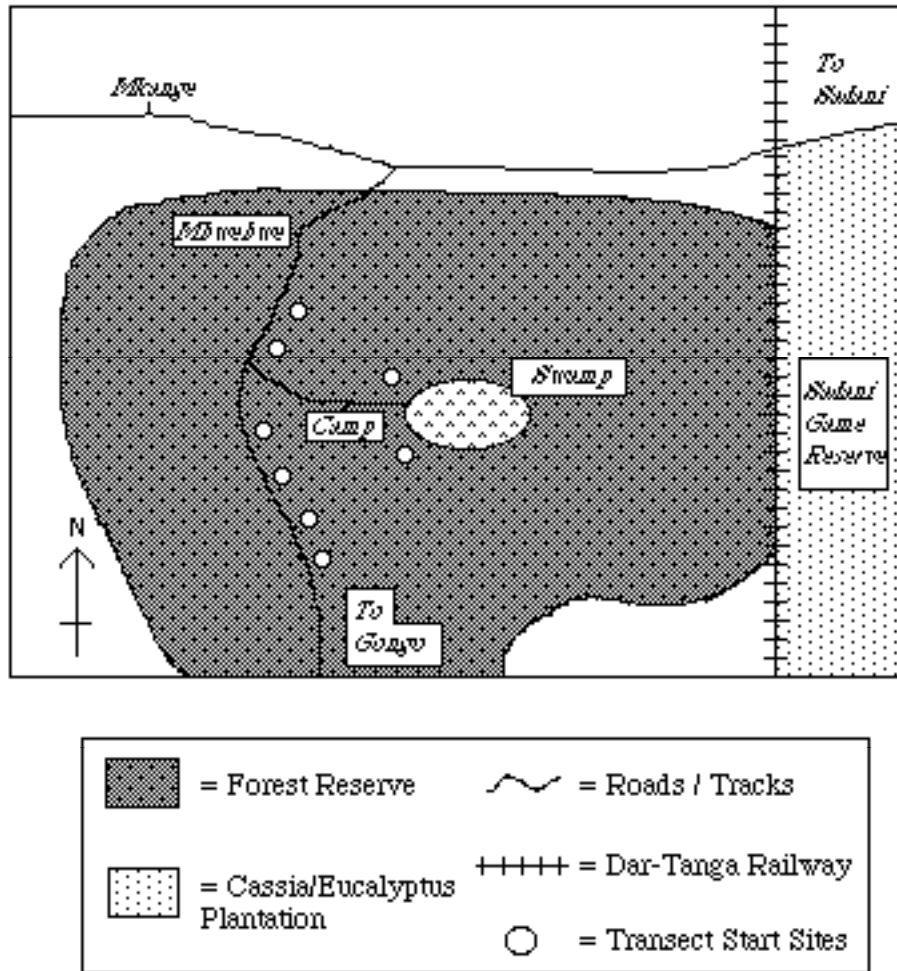 Mkange
To
Sadani
Mbwebwe
Swamp
Camp
Sadani
Game
Reserve
N
To
Gongo
= Forest Reserve
= Roads / Tracks
= Cassia/Eucalyptus
Plantation
= Dar-Tanga Railway
= Transect Start Sites